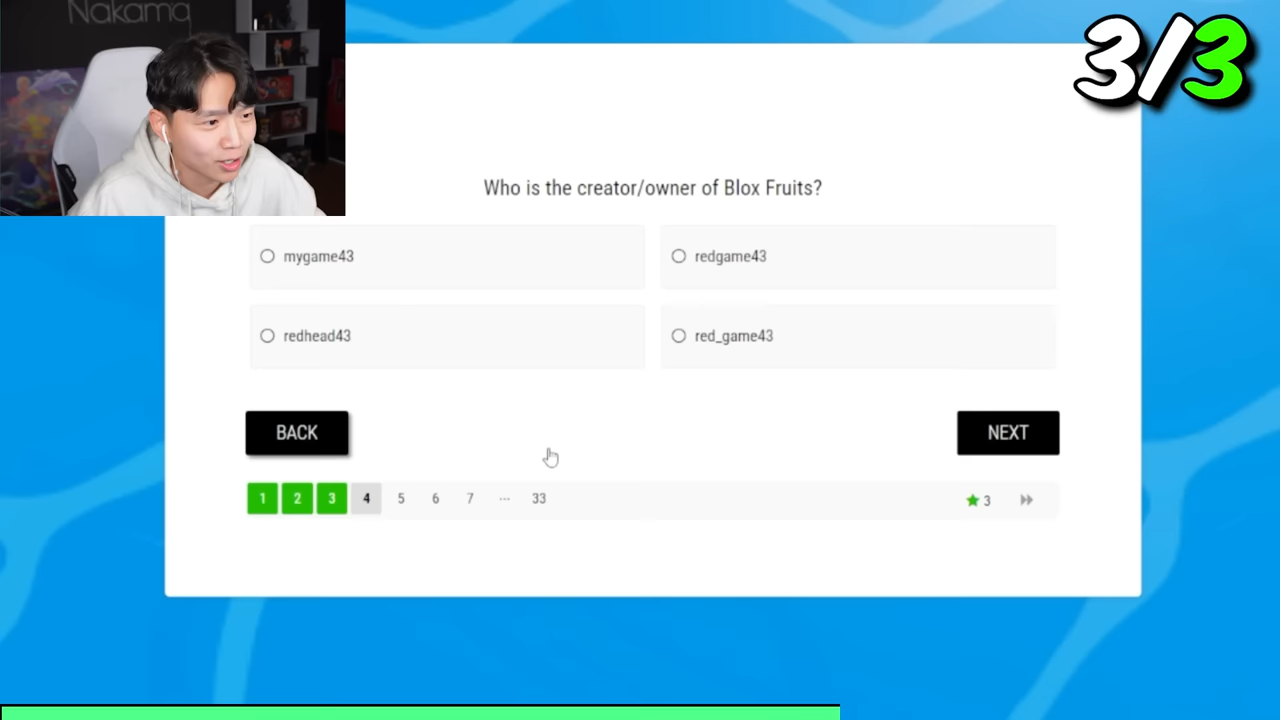 Nakama
3/3
Who is the creator/owner of Blox Fruits?
mygame43
redgame43
redhead43
red_game43
BACK
NEXT
1 2 3 4 5 6 7 ... 33
3